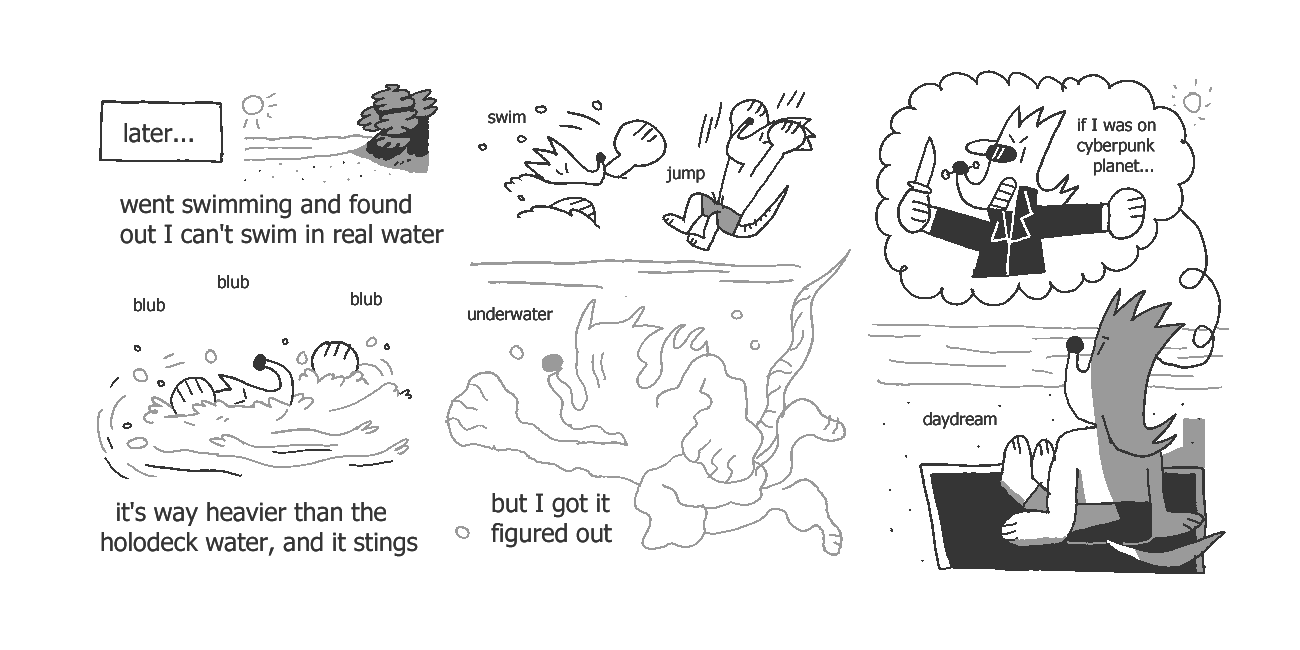 later...
went swimming and found
out I can't swim in real water
blub
blub
blub
it's way heavier than the
holodeck water, and it stings
swim
jump
underwater
but I got it
figured out
if I was on
cyberpunk
planet...
daydream